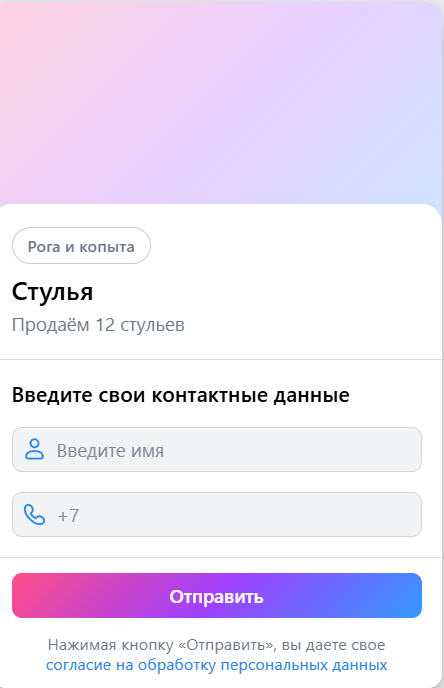 Рога и копыта
Стулья
Продаём 12 стульев
Введите свои контактные данные
Введите имя
+7
Отправить
Нажимая кнопку «Отправить», вы даете свое
согласие на обработку персональных данных